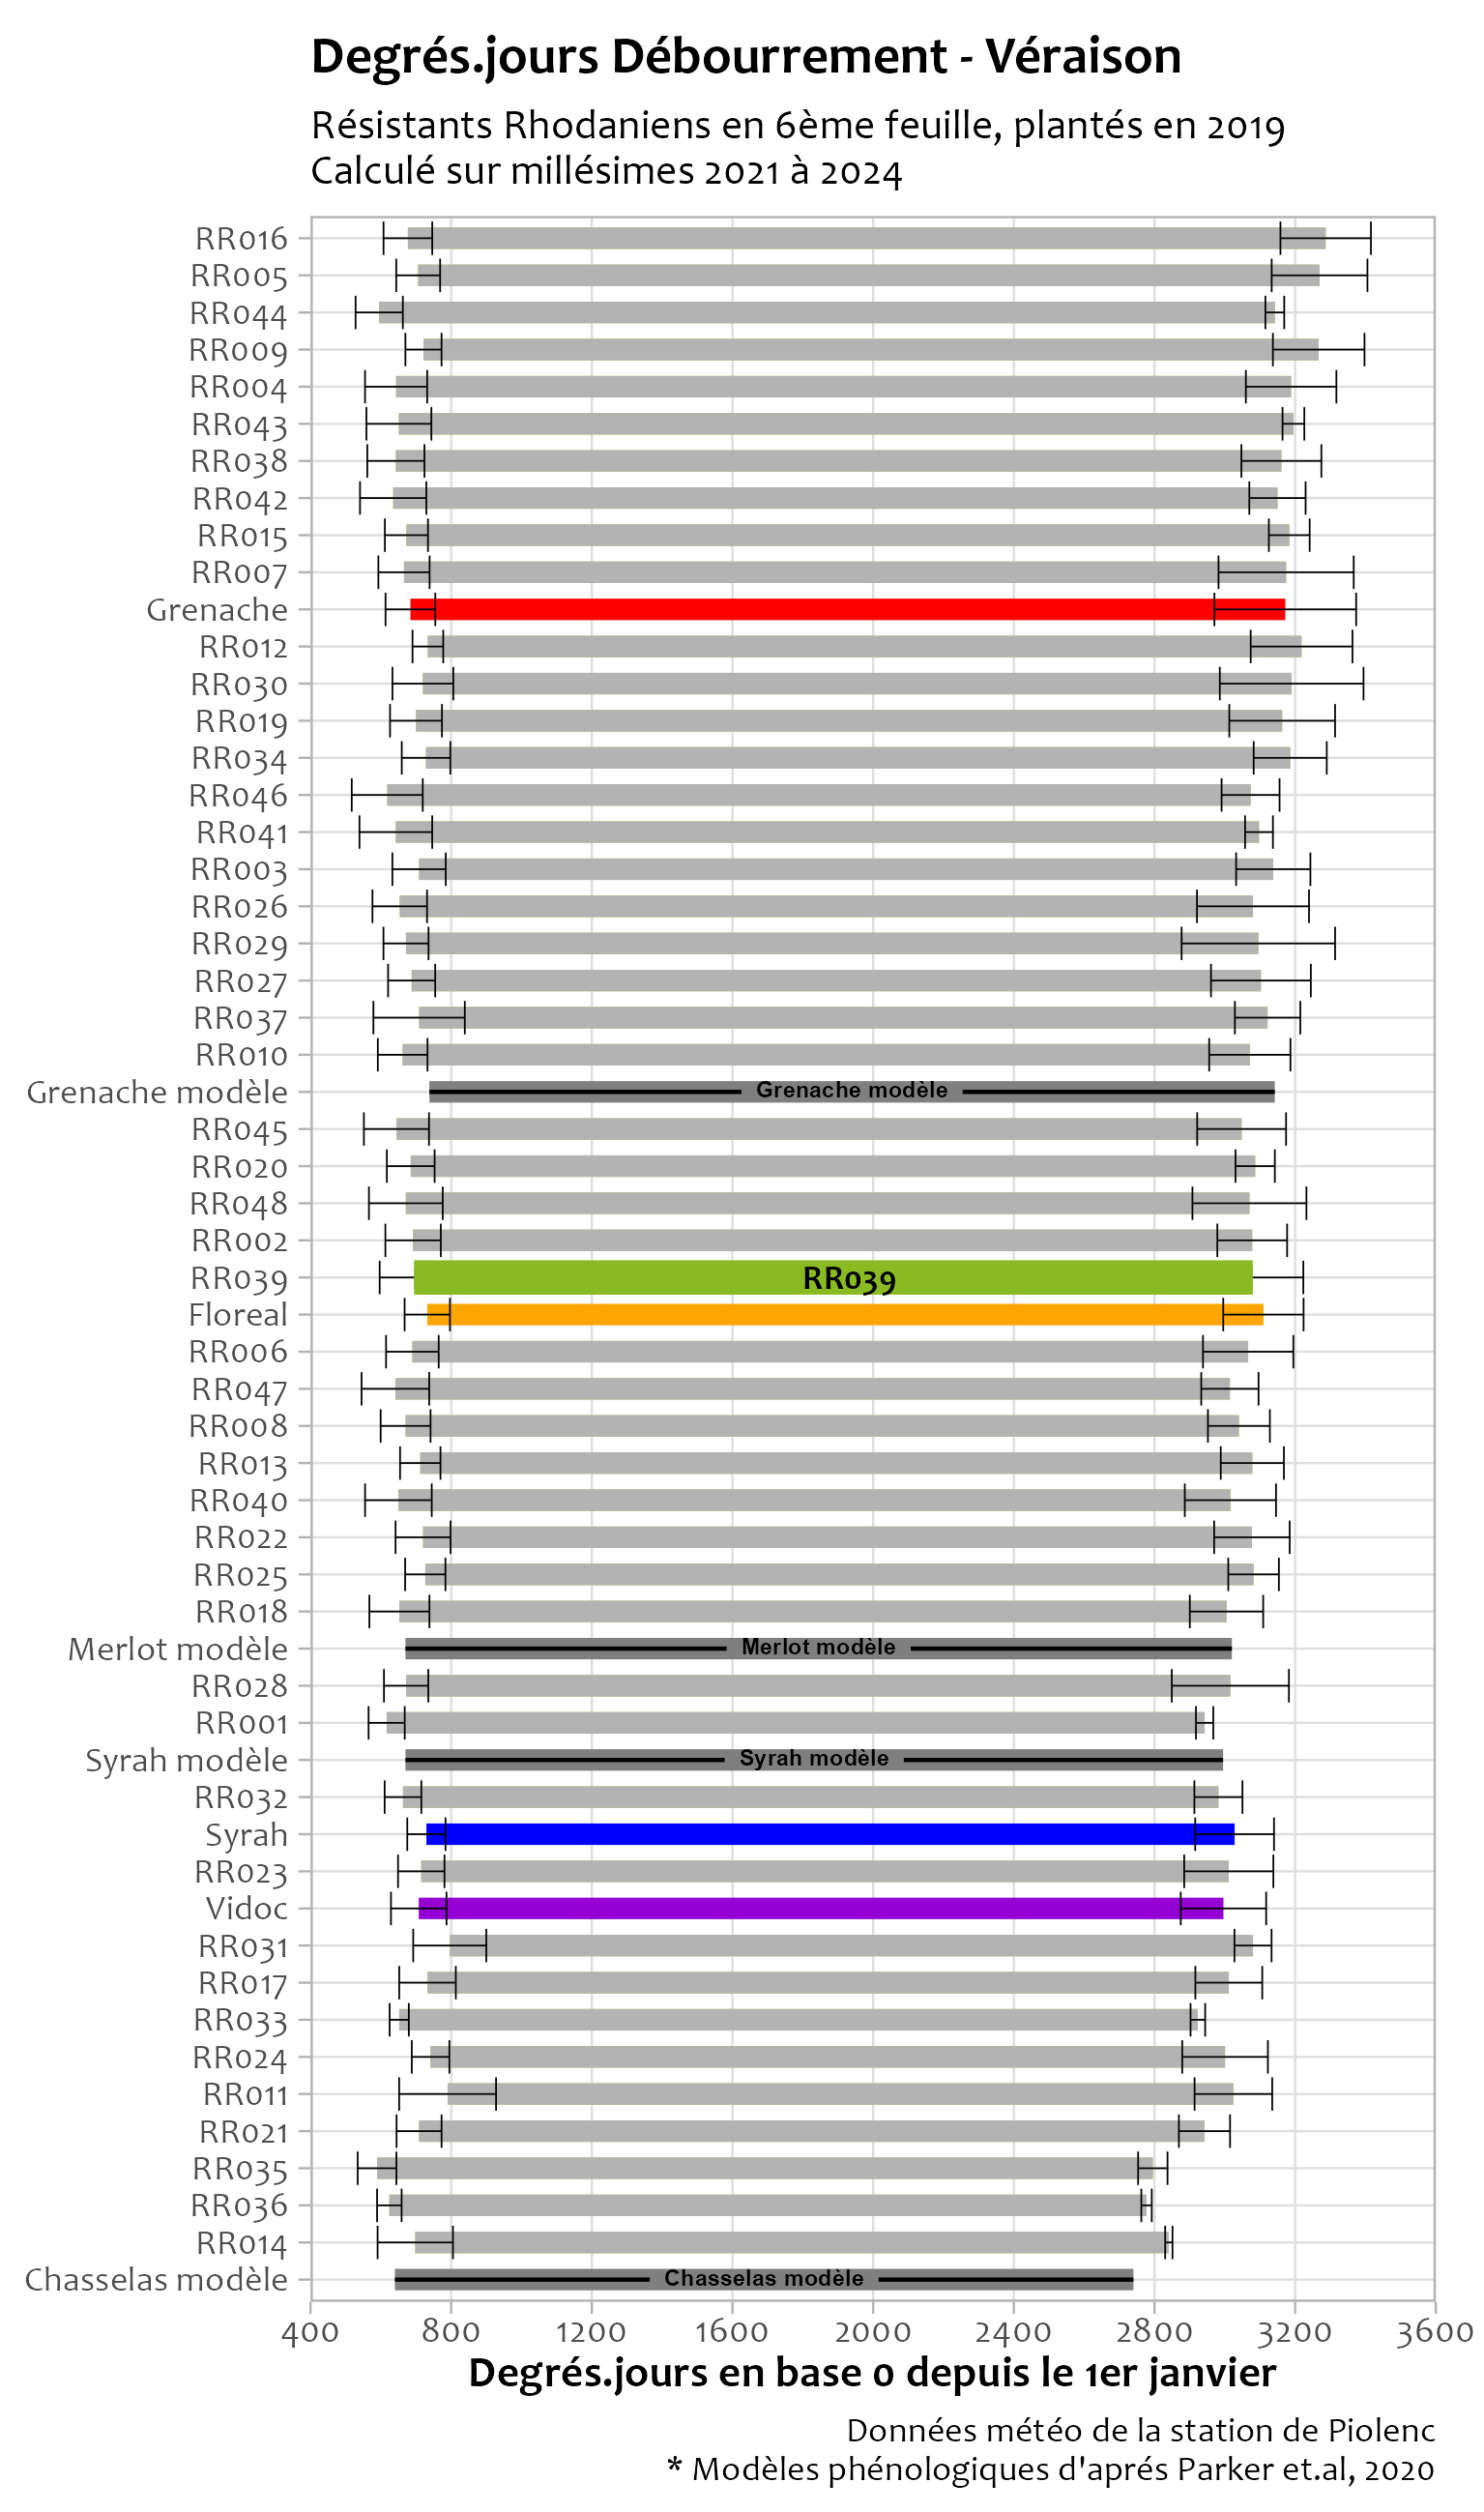 Degrés.jours Débourrement - Véraison
Résistants Rhodaniens en 6ème feuille, plantés en 2019
Calculé sur millésimes 2021 à 2024
RR016
RR005
RR044
RR009
RR004
RR043
RR038
RR042
RR015
RR007
Grenache
RR012
RR030
RR019
RR034
RR046
RR041
RR003
RR026
RR029
RR027
RR037
RR010
Grenache modèle Grenache modèle
RR045
RR020
RR048
RR002
RR039 RR039
Floreal
RR006
RR047
RR008
RR013
RR040
RR022
RR025
RR018
Merlot modèle Merlot modèle
RR028
RR001
Syrah modèle Syrah modèle
RR032
Syrah
RR023
Vidoc
RR031
RR017
RR033
RR024
RR011
RR021
RR035
RR036
RR014
Chasselas modèle Chasselas modèle
400 800 1200 1600 2000 2400 2800 3200 3600
Degrés.jours en base 0 depuis le 1er janvier
Données météo de la station de Piolenc
* Modèles phénologiques d'aprés Parker et.al, 2020